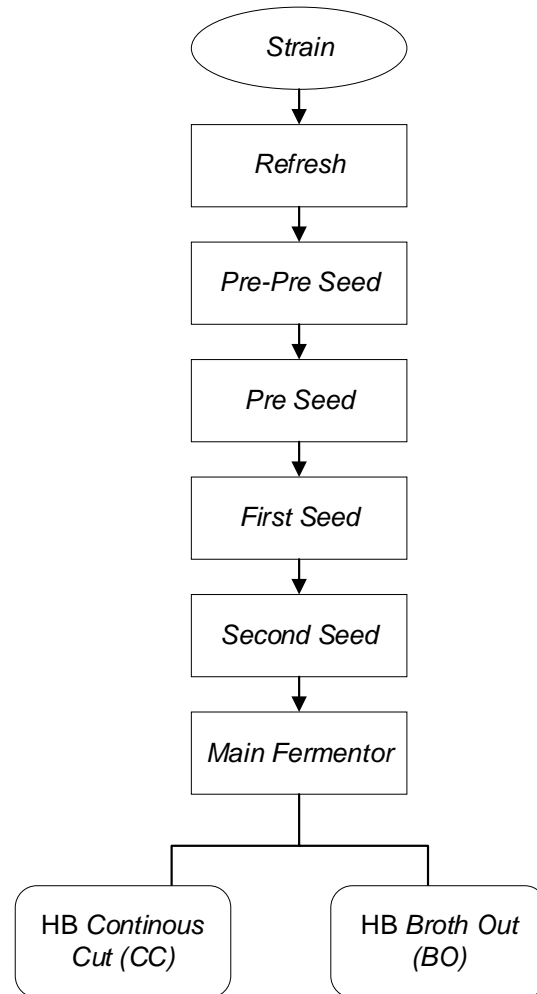 Strain
Refresh
Pre-Pre Seed
Pre Seed
First Seed
Second Seed
Main Fermentor
HB Continous
Cut (CC)
HB Broth Out
(BO)